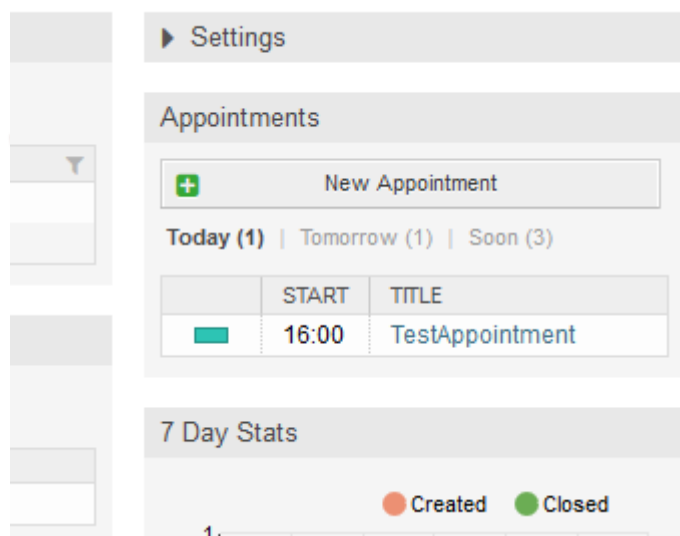 Settings
Appointments
New Appointment
Today (1) | Tomorrow (1) | Soon (3)
START TITLE
16:00 TestAppointment
7 Day Stats
Created Closed
1